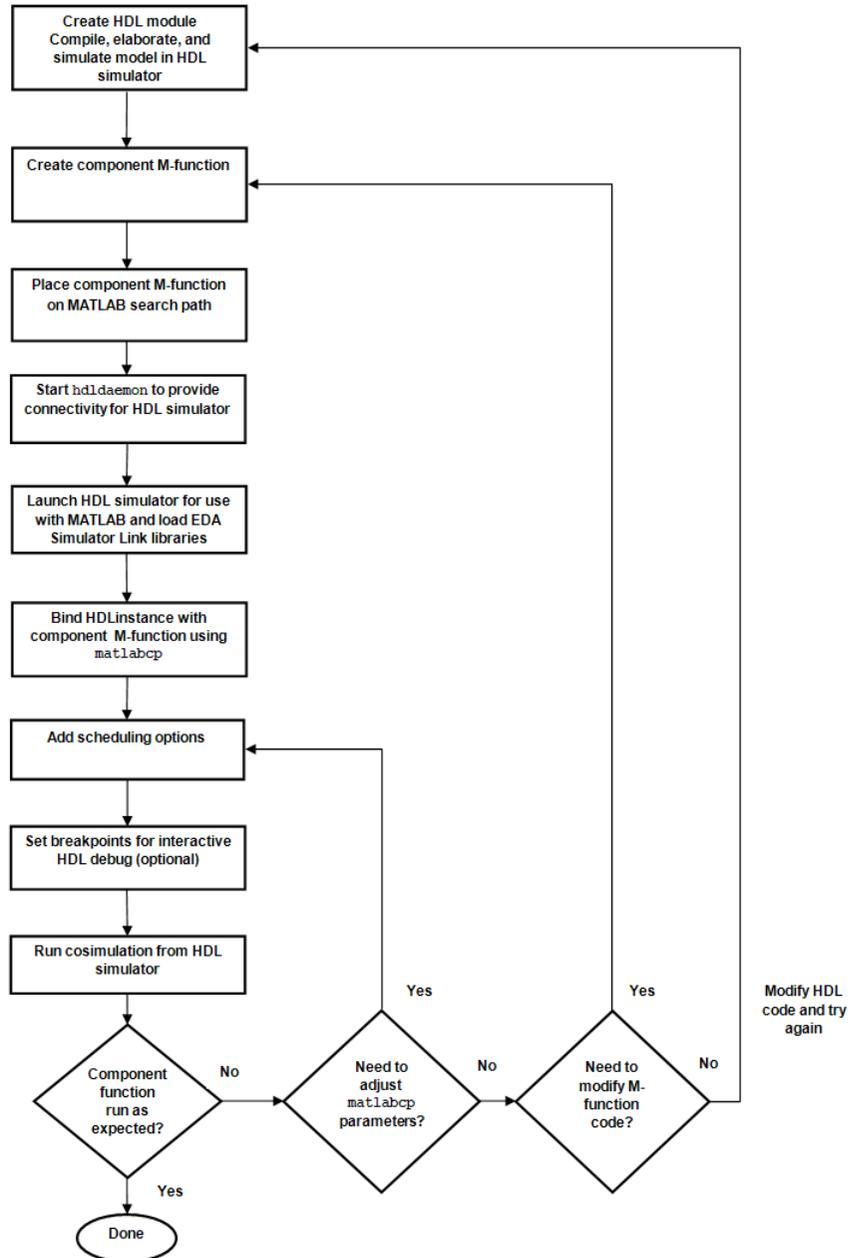 Create HDL module
Compile, elaborate, and
simulate model in HDL
simulator
Create component M-function
Place component M-function
on MATLAB search path
Start hdldaemon to provide
connectivity for HDL simulator
Launch HDL simulator for use
with MATLAB and load EDA
Simulator Link libraries
Bind HDLinstance with
component M-function using
matlabcp
Add scheduling options
Set breakpoints for interactive
HDL debug (optional)
Run cosimulation from HDL
simulator
Component
function
run as
expected?
No
Yes
Done
Need to
adjust
matlabcp
parameters?
Yes
No
Need to
modify M-
function
code?
Yes
No
Modify HDL
code and try
again